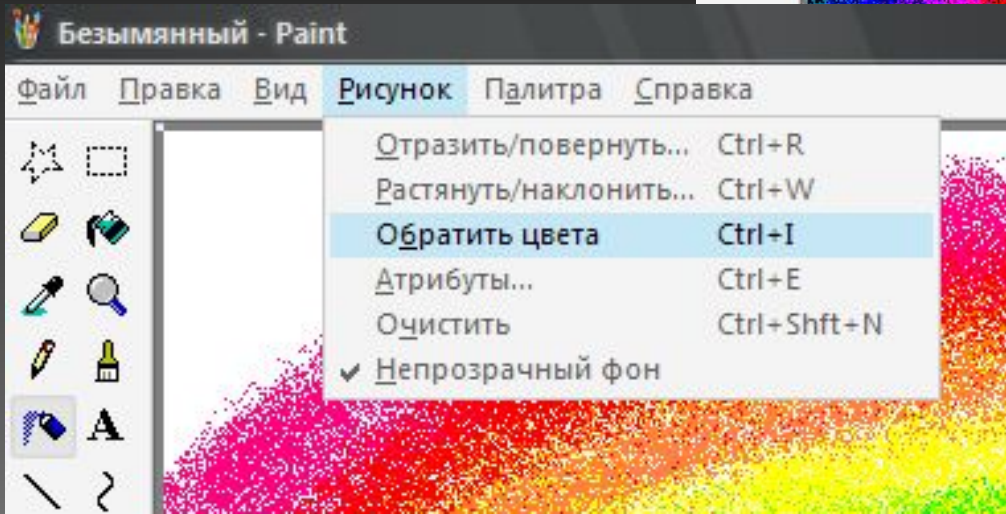 Безымянный - Paint
Файл Правка Вид Рисунок Палитра Справка
Отразить/повернуть... Ctrl+R
Растянуть/наклонить... Ctrl+W
Обратить цвета Ctrl+I
Атрибуты... Ctrl+E
Очистить Ctrl+Shft+N
Непрозрачный фон
A